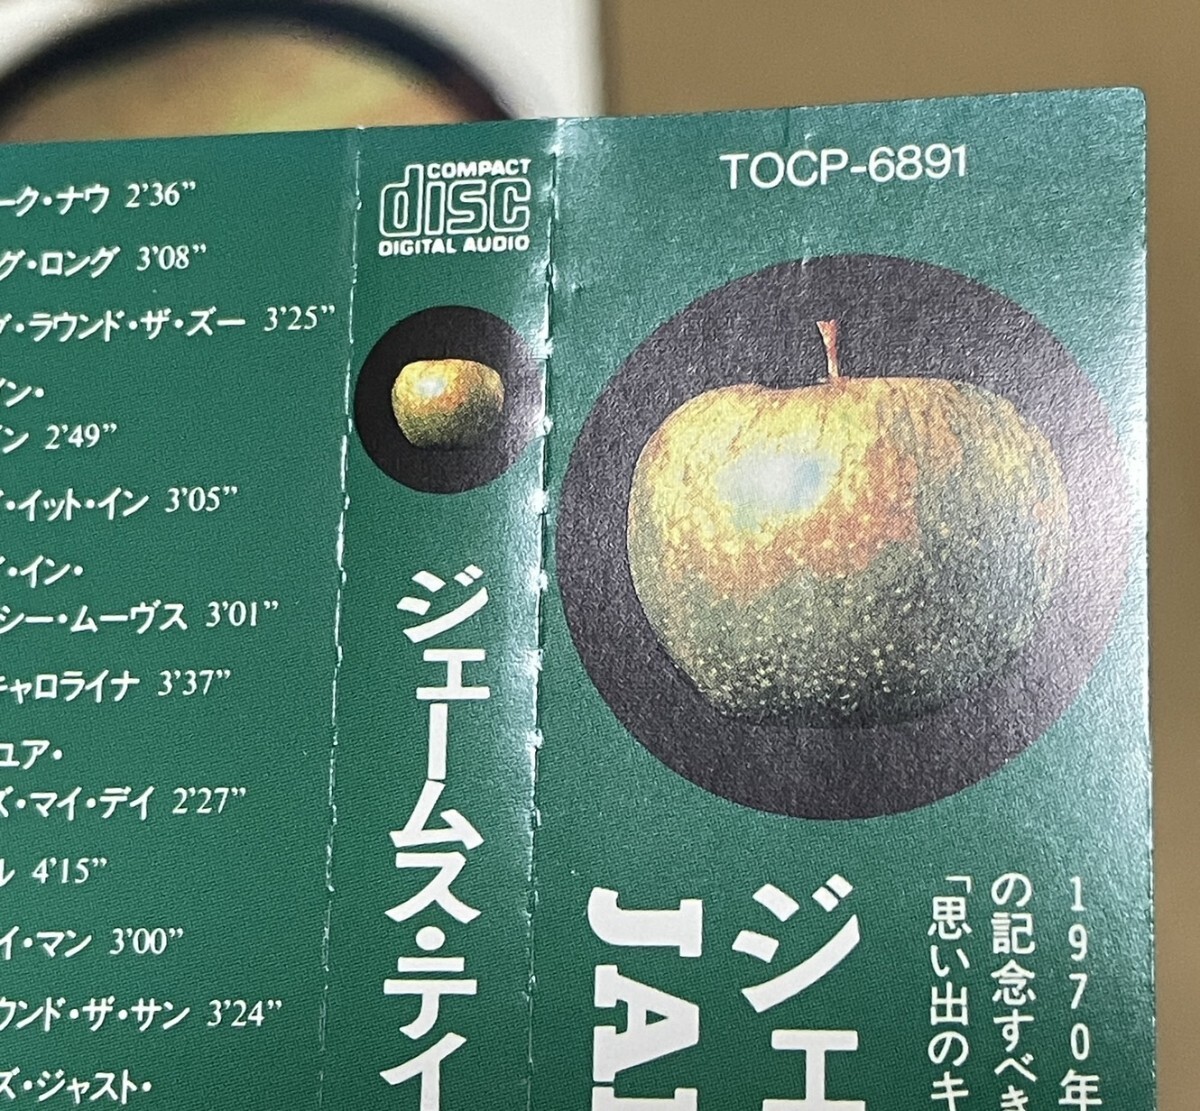 ーク・ナウ 2'36”
グ・ロング 3'08”
グ・ラウンド・ザ・ズー 3'25”
イン・
イン 2'49”
・イット・イン 3'05”
・イン・
シー・ムーヴス 3'01”
キャロライナ 3'37”
ユア・
ズ・マイ・デイ 2'27”
ル 4'15”
イ・マン 3'00”
ウンド・ザ・サン 3'24”
ズ・ジャスト・
COMPACT
disc
DIGITAL AUDIO
ジェームス・テイ
TOCP-6891
1970年
の記念すべき
「思い出のキ
ジェ
JA